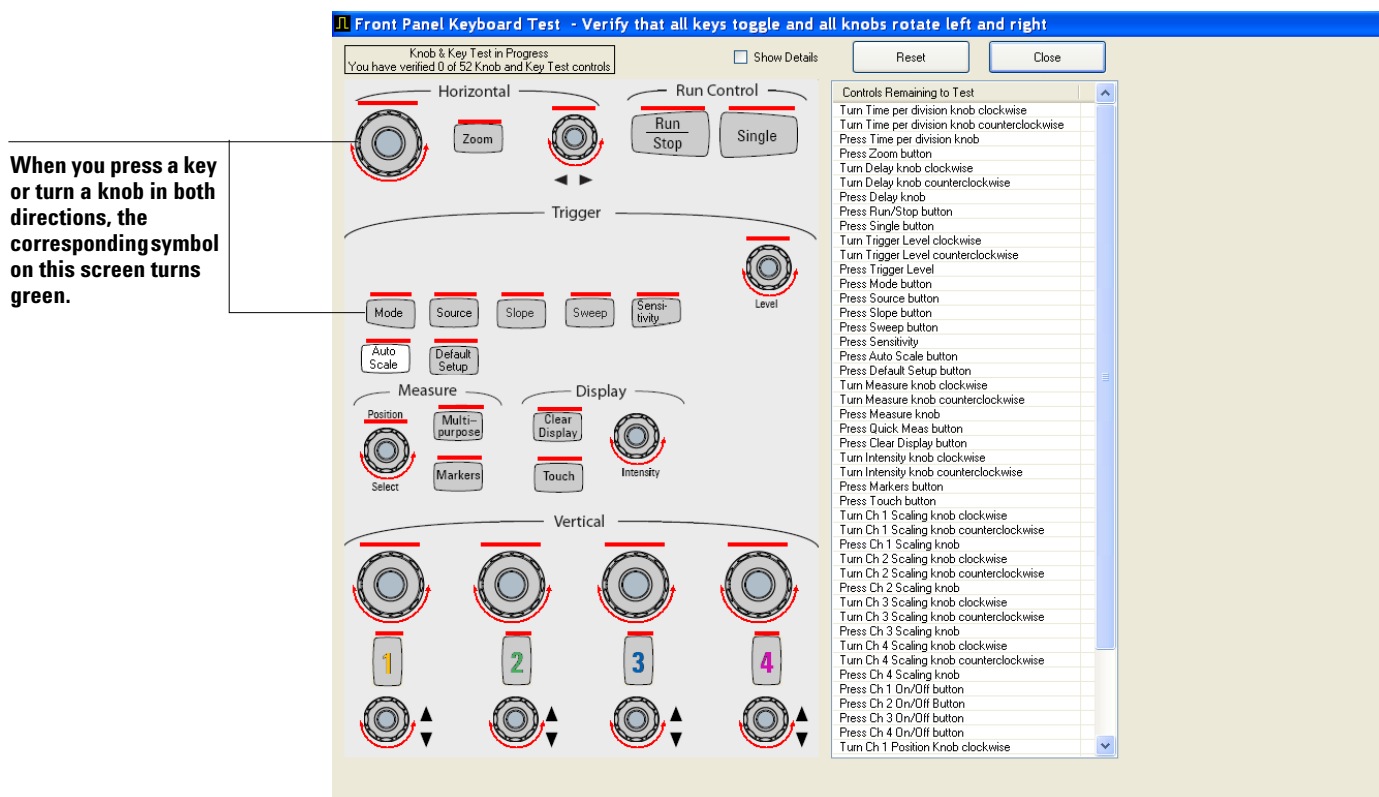 Front Panel Keyboard Test - Verify that all keys toggle and all knobs rotate left and right
Knob & Key Test in Progress
You have verified 0 of 52 Knob and Key Test controls
Show Details
Reset
Close
When you press a key
or turn a knob in both
directions, the
corresponding symbol
on this screen turns
green.
Horizontal
Run Control
Zoom
Run
Stop
Single
Trigger
Level
Mode
Source
Slope
Sweep
Sensi-
tivity
Auto
Scale
Default
Setup
Measure
Display
Position
Multi-
purpose
Clear
Display
Select
Markers
Touch
Intensity
Vertical
1
2
3
4
Controls Remaining to Test
Turn Time per division knob clockwise
Turn Time per division knob counterclockwise
Press Time per division knob
Press Zoom button
Turn Delay knob clockwise
Turn Delay knob counterclockwise
Press Delay knob
Press Run/Stop button
Press Single button
Turn Trigger Level clockwise
Turn Trigger Level counterclockwise
Press Trigger Level
Press Mode button
Press Source button
Press Slope button
Press Sweep button
Press Sensitivity
Press Auto Scale button
Press Default Setup button
Turn Measure knob clockwise
Turn Measure knob counterclockwise
Press Measure knob
Press Quick Meas button
Press Clear Display button
Turn Intensity knob clockwise
Turn Intensity knob counterclockwise
Press Markers button
Press Touch button
Turn Ch 1 Scaling knob clockwise
Turn Ch 1 Scaling knob counterclockwise
Press Ch 1 Scaling knob
Turn Ch 2 Scaling knob clockwise
Turn Ch 2 Scaling knob counterclockwise
Press Ch 2 Scaling knob
Turn Ch 3 Scaling knob clockwise
Turn Ch 3 Scaling knob counterclockwise
Press Ch 3 Scaling knob
Turn Ch 4 Scaling knob clockwise
Turn Ch 4 Scaling knob counterclockwise
Press Ch 4 Scaling knob
Press Ch 1 On/Off button
Press Ch 2 On/Off Button
Press Ch 3 On/Off button
Press Ch 4 On/Off button
Turn Ch 1 Position Knob clockwise